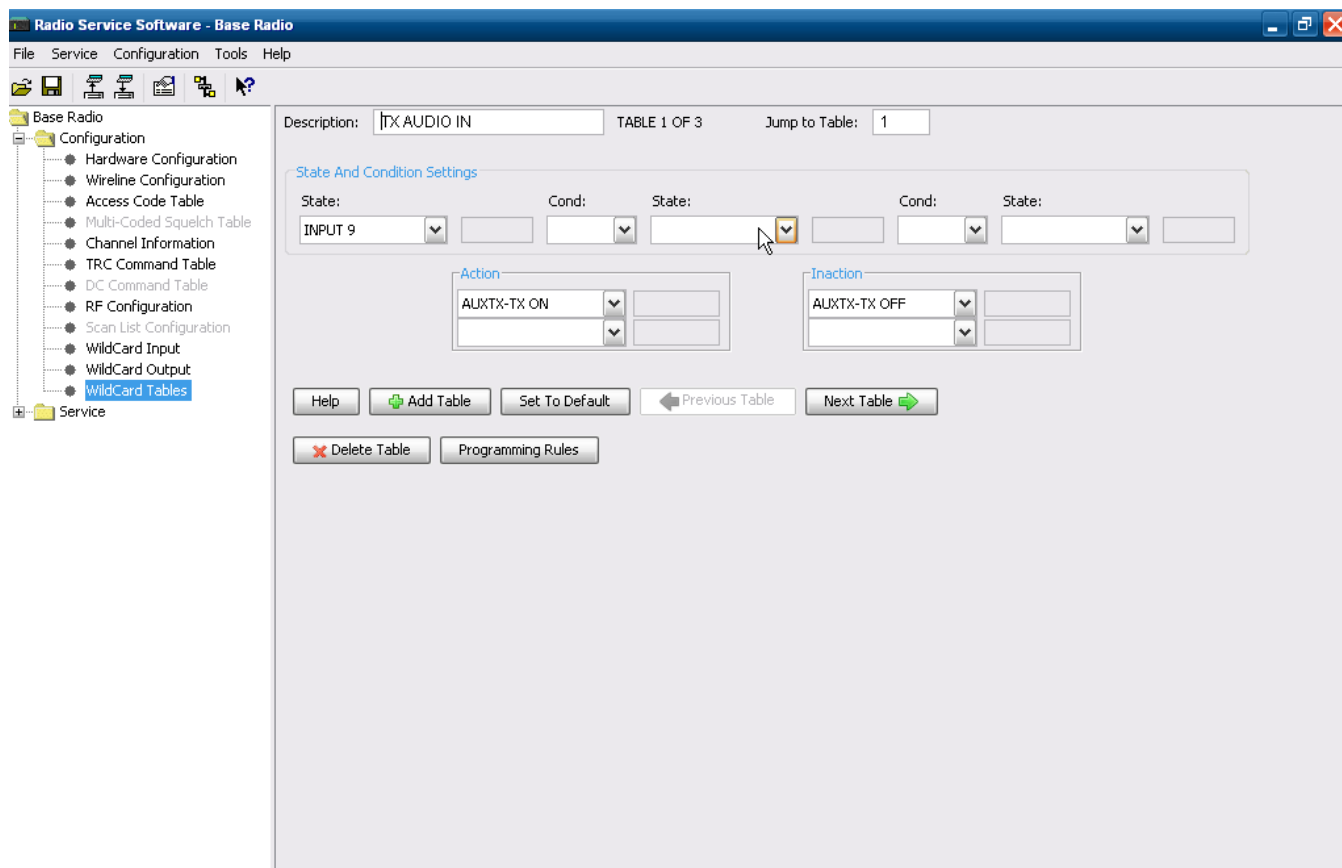 Radio Service Software - Base Radio
File Service Configuration Tools Help
Base Radio
Configuration
Hardware Configuration
Wireline Configuration
Access Code Table
Multi-Coded Squelch Table
Channel Information
TRC Command Table
DC Command Table
RF Configuration
Scan List Configuration
WildCard Input
WildCard Output
WildCard Tables
Service
Description: TX AUDIO IN TABLE 1 OF 3 Jump to Table: 1
State And Condition Settings
State: Cond: State: Cond: State:
INPUT 9
Action Inaction
AUXTX-TX ON AUXTX-TX OFF
Help Add Table Set To Default Previous Table Next Table
Delete Table Programming Rules